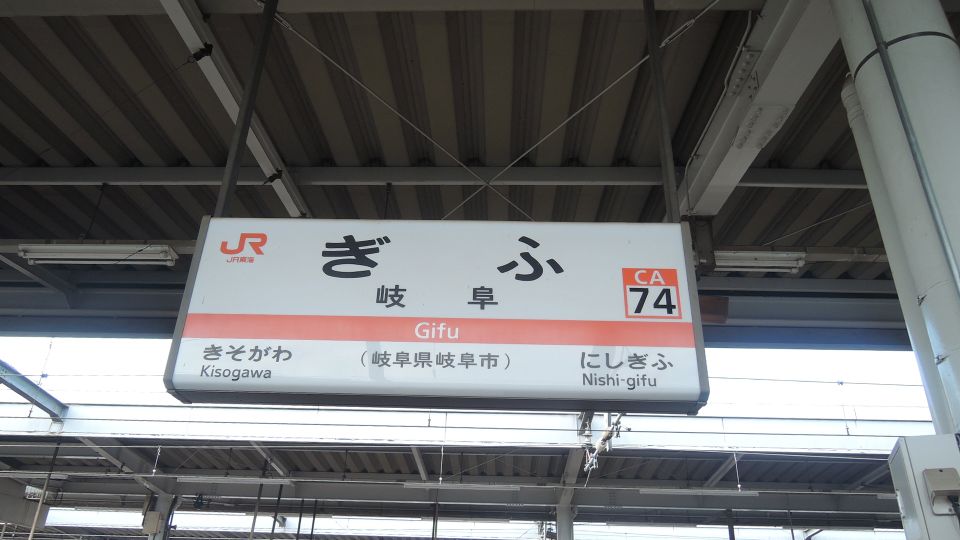 JR
JR東海
ぎふ
岐阜
CA
74
Gifu
きそがわ
Kisogawa
（岐阜県岐阜市）
にしぎふ
Nishi-gifu